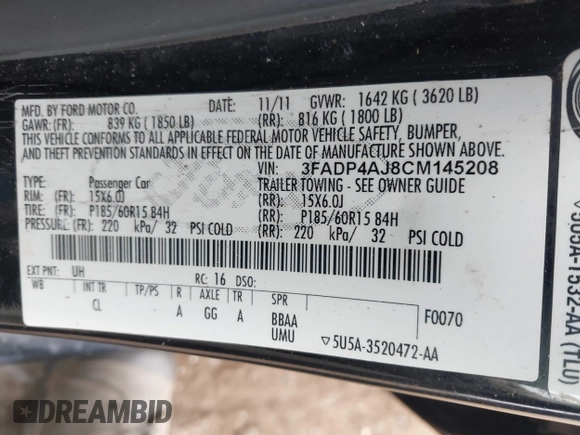 MFD. BY FORD MOTOR CO.
DATE: 11/11 GVWR: 1642 KG ( 3620 LB)
GAWR: (FR): 839 KG ( 1850 LB) (RR): 816 KG ( 1800 LB)
THIS VEHICLE CONFORMS TO ALL APPLICABLE FEDERAL MOTOR VEHICLE SAFETY, BUMPER,
AND THEFT PREVENTION STANDARDS IN EFFECT ON THE DATE OF MANUFACTURE SHOWN ABOVE
VIN: 3FADP4AJ8CM145208
TYPE: Passenger Car TRAILER TOWING - SEE OWNER GUIDE
RIM: (FR): 15X6.0J (RR): 15X6.0J
TIRE: (FR): P185/60R15 84H (RR): P185/60R15 84H
PRESSURE: (FR): 220 kPa/ 32 PSI COLD (RR): 220 kPa/ 32 PSI COLD
EXT PNT: UH RC: 16 DSO:
WB INT TR TP/PS R AXLE TR SPR
CL A GG A BBAA
UMU
F0070
▽5U5A-3520472-AA
5U5A-1532-AA (TLO)
DREAMBID